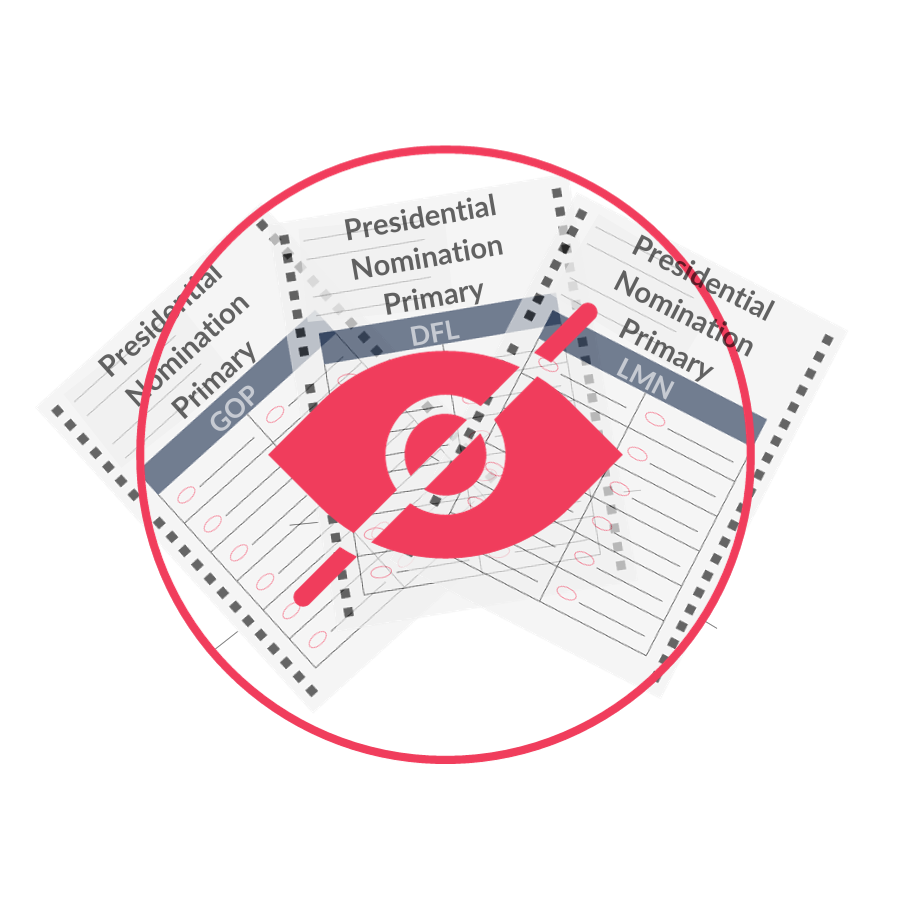 Presidential
Nomination
Primary
GOP
Presidential
Nomination
Primary
DFL
Presidential
Nomination
Primary
LMN